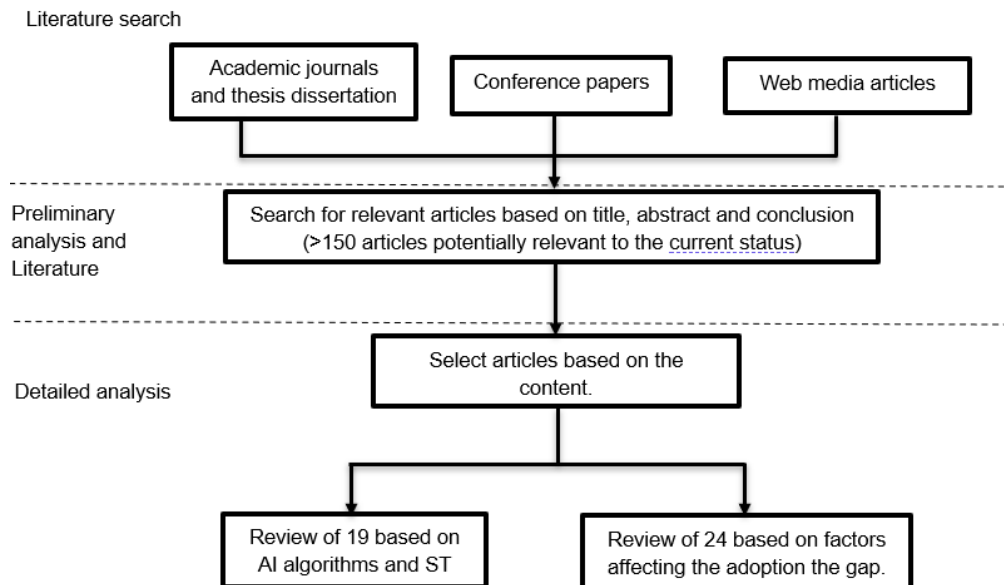 Literature search
Academic journals
and thesis dissertation
Conference papers
Web media articles
Preliminary
analysis and
Literature
Search for relevant articles based on title, abstract and conclusion
(>150 articles potentially relevant to the current status)
Detailed analysis
Select articles based on the
content.
Review of 19 based on
AI algorithms and ST
Review of 24 based on factors
affecting the adoption the gap.